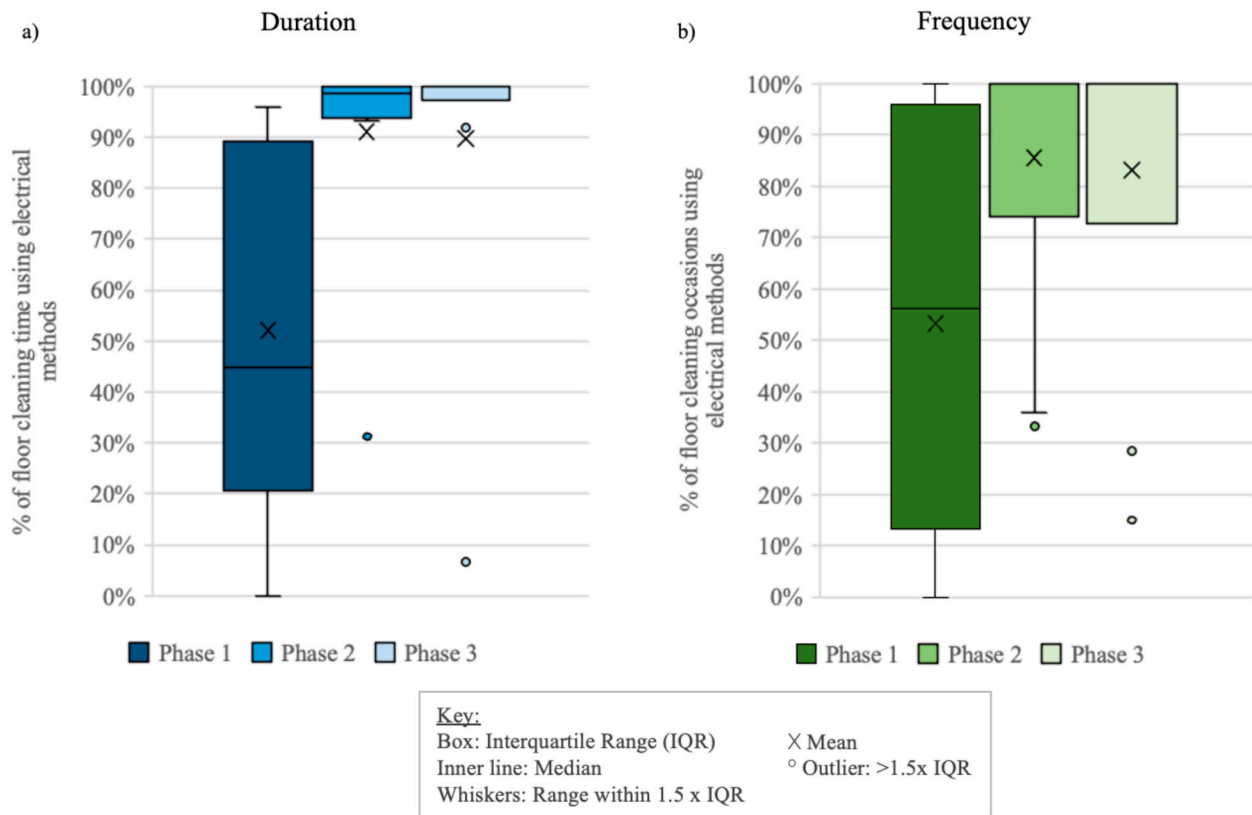 a)
Duration
100%
90%
80%
70%
60%
50%
40%
30%
20%
10%
0%
% of floor cleaning time using electrical
methods
Phase 1 Phase 2 Phase 3
b)
Frequency
100%
90%
80%
70%
60%
50%
40%
30%
20%
10%
0%
% of floor cleaning occasions using
electrical methods
Phase 1 Phase 2 Phase 3
Key:
Box: Interquartile Range (IQR)
Inner line: Median
Whiskers: Range within 1.5 x IQR
Mean
Outlier: >1.5x IQR